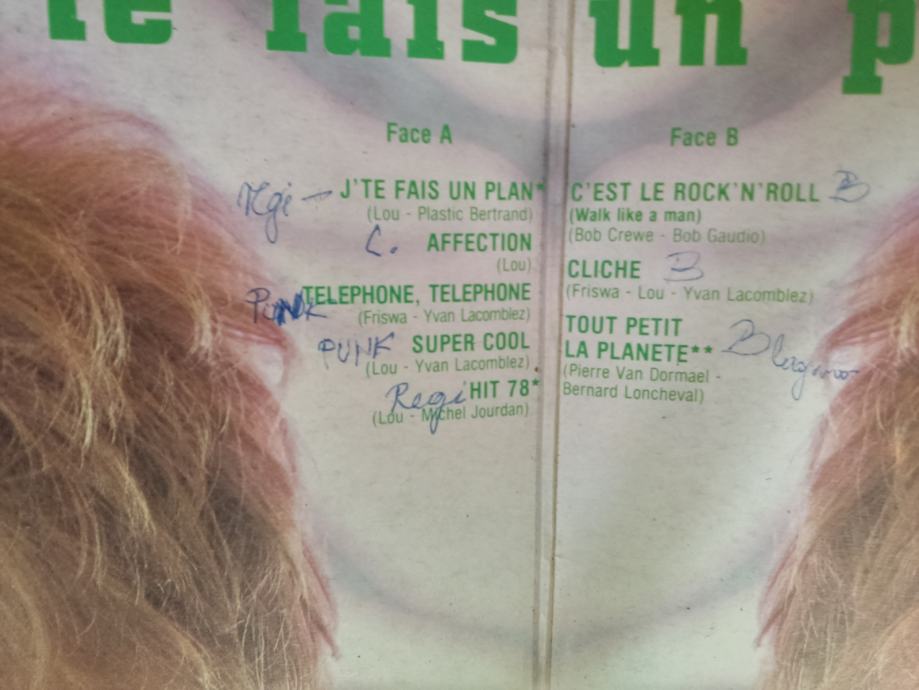 te fais un p
Face A
Regi — J'TE FAIS UN PLAN*
(Lou - Plastic Bertrand)
C. AFFECTION
(Lou)
PUNK TELEPHONE, TELEPHONE
(Friswa - Yvan Lacomblez)
PUNK SUPER COOL
(Lou - Yvan Lacomblez)
Regi HIT 78*
(Lou - Michel Jourdan)
Face B
C'EST LE ROCK'N'ROLL B
(Walk like a man)
(Bob Crewe - Bob Gaudio)
CLICHE B
(Friswa - Lou - Yvan Lacomblez)
TOUT PETIT
LA PLANETE**
(Pierre Van Dormael -
Bernard Loncheval)